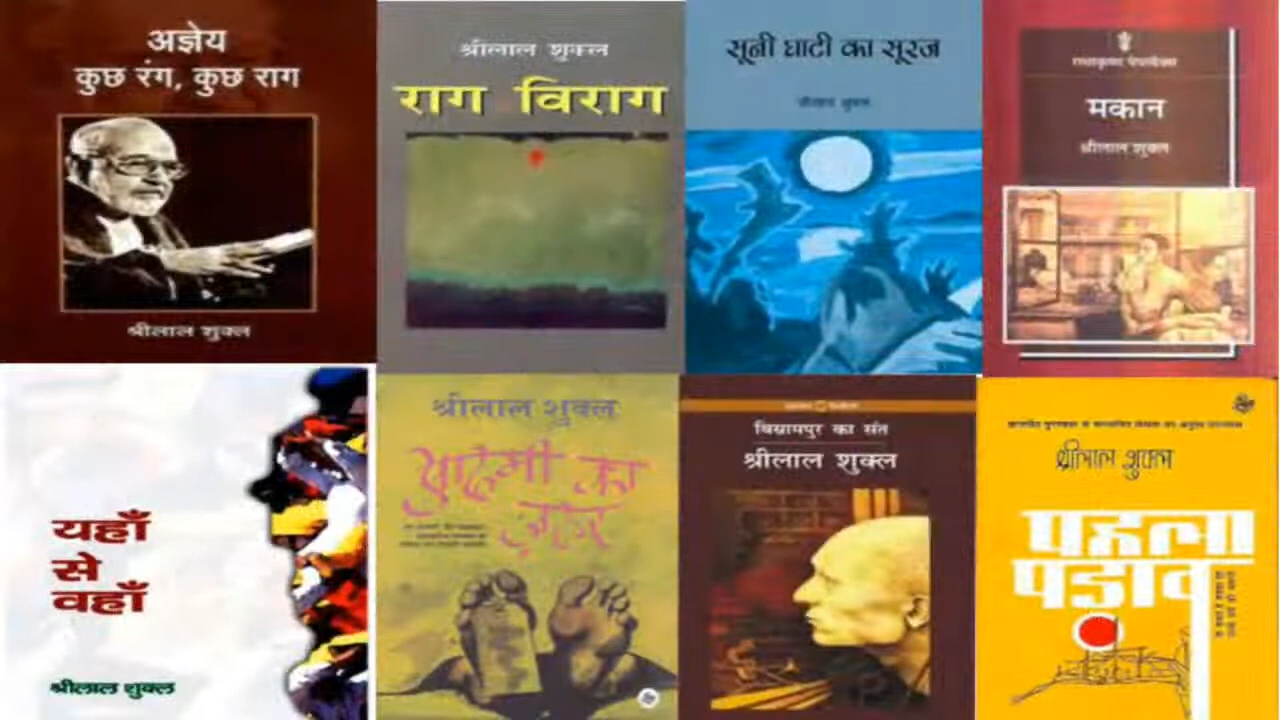 अज्ञेय
कुछ रंग, कुछ राग
श्रीलाल शुक्ल
श्रीलाल शुक्ल
राग विराग
सूनी घाटी का सूरज
श्रीलाल शुक्ल
मकान
श्रीलाल शुक्ल
यहाँ
से
वहाँ
श्रीलाल शुक्ल
श्रीलाल शुक्ल
आदमी का
ज़हर
बिस्रामपुर का संत
श्रीलाल शुक्ल
श्रीलाल शुक्ल
पहला
पड़ाव